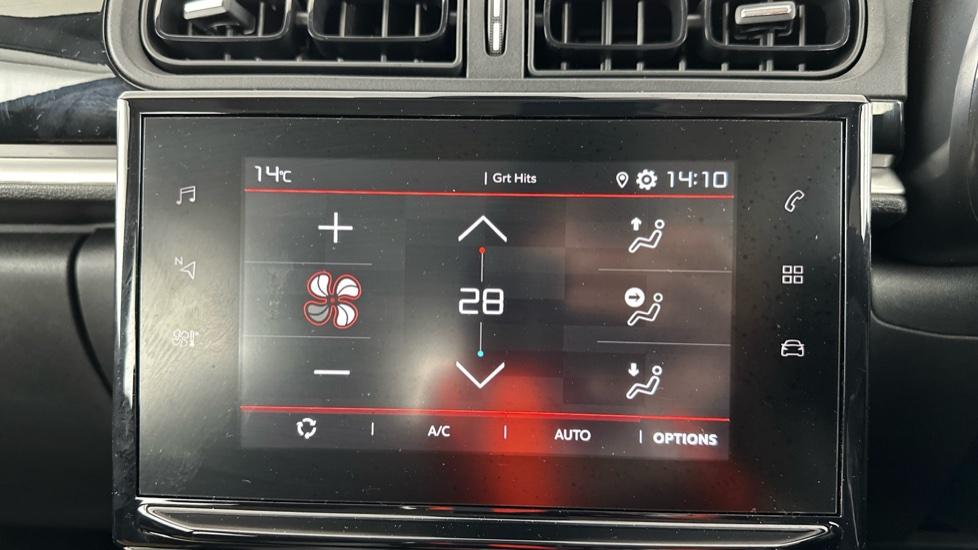 14°C | Grt Hits 14:10
N
28
A/C | AUTO | OPTIONS